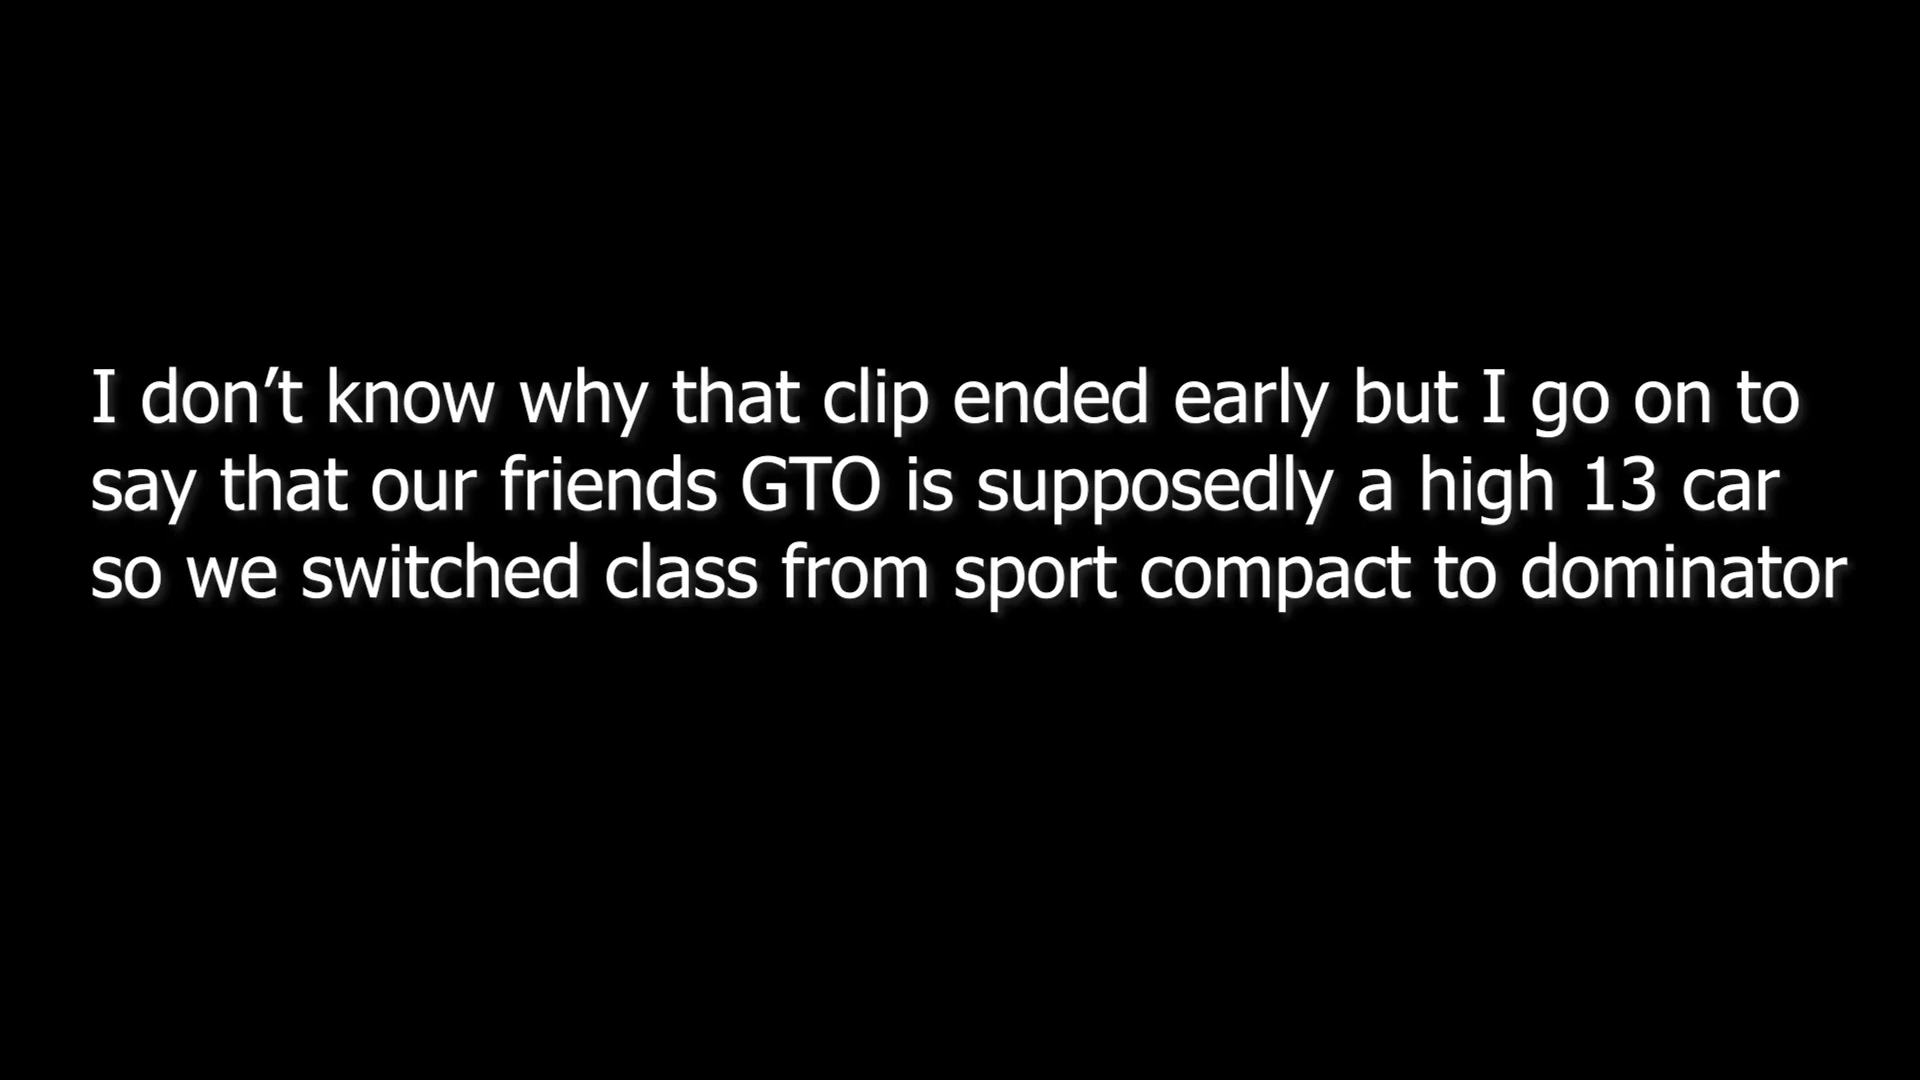 I don’t know why that clip ended early but I go on to
say that our friends GTO is supposedly a high 13 car
so we switched class from sport compact to dominator